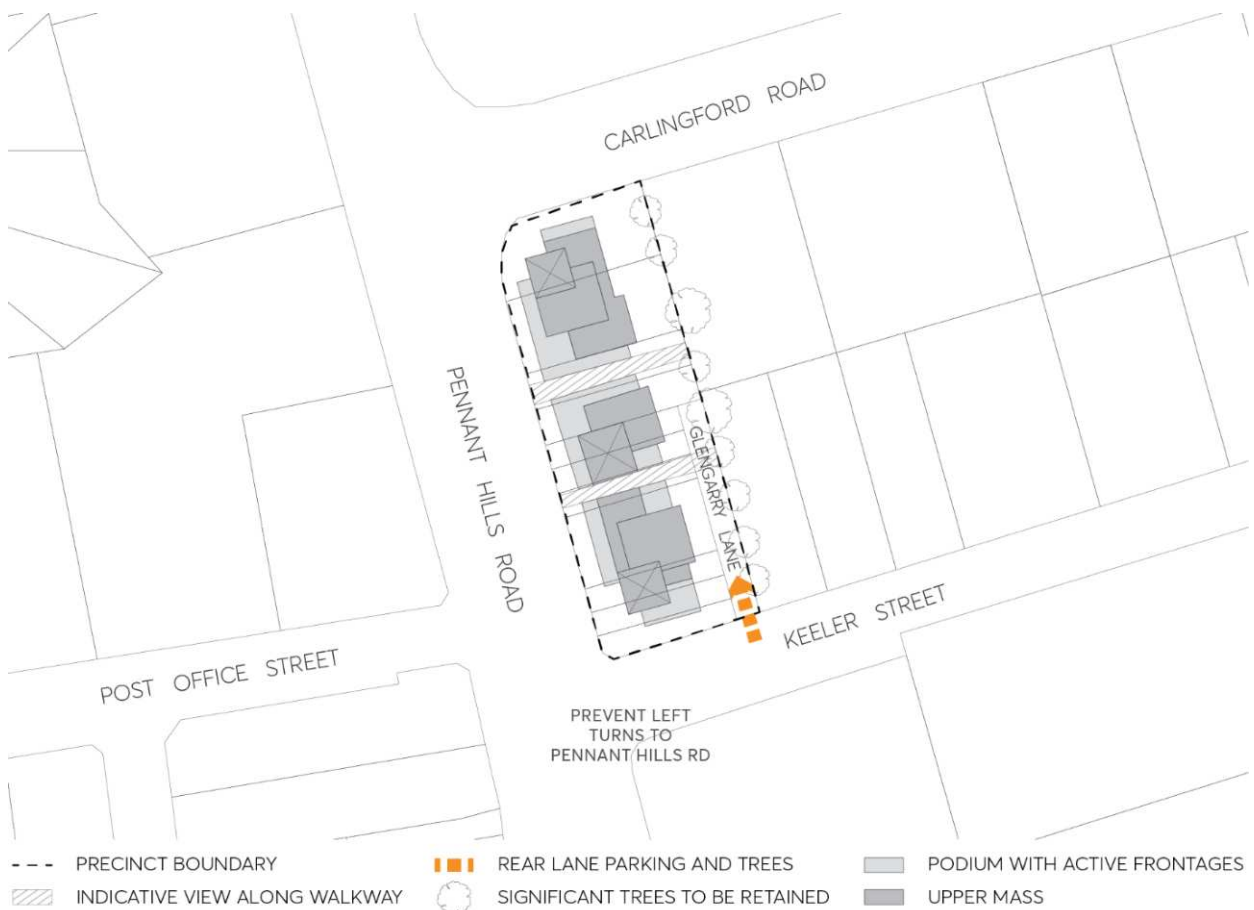 CARLINGFORD ROAD
PENNANT HILLS ROAD
GLENGARRY LANE
KEELER STREET
POST OFFICE STREET
PREVENT LEFT
TURNS TO
PENNANT HILLS RD
PRECINCT BOUNDARY
REAR LANE PARKING AND TREES
PODIUM WITH ACTIVE FRONTAGES
INDICATIVE VIEW ALONG WALKWAY
SIGNIFICANT TREES TO BE RETAINED
UPPER MASS